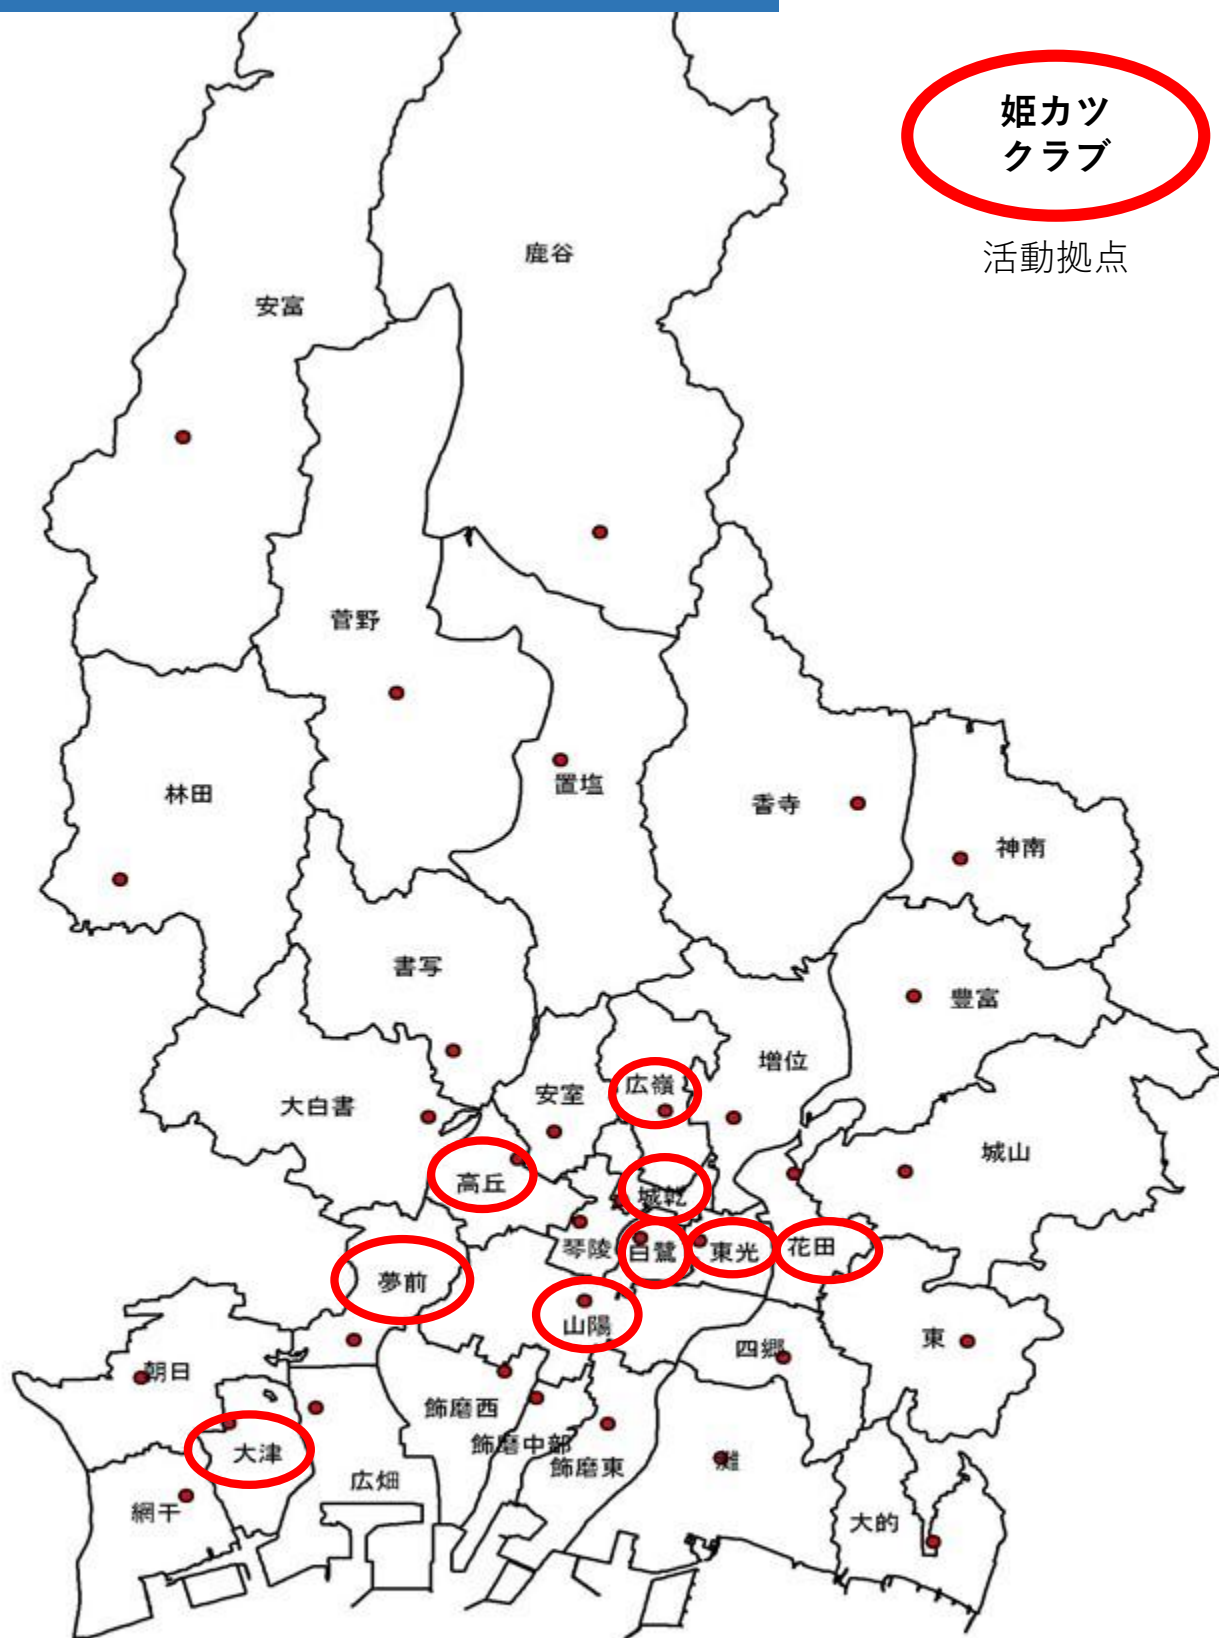 姫カツ
クラブ
活動拠点
鹿谷
安富
菅野
置塩
林田
香寺
神南
書写
豊富
増位
広嶺
安室
大白書
城山
高丘
城乾
琴陵
白鷺
東光
花田
夢前
山陽
四郷
東
朝日
飾磨西
飾磨中部
飾磨東
大津
灘
広畑
網干
大的